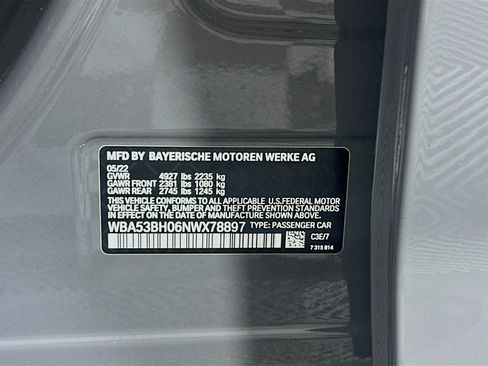 MFD BY BAYERISCHE MOTOREN WERKE AG
05/22
GVWR 4927 lbs 2235 kg
GAWR FRONT 2381 lbs 1080 kg
GAWR REAR 2745 lbs 1245 kg
THIS VEHICLE CONFORMS TO ALL APPLICABLE U.S.FEDERAL MOTOR
VEHICLE SAFETY, BUMPER, AND THEFT PREVENTION STANDARDS
IN EFFECT ON THE DATE OF MANUFACTURE SHOWN ABOVE.
WBA53BH06NWX78897 TYPE: PASSENGER CAR
C3E/7
7 315 814